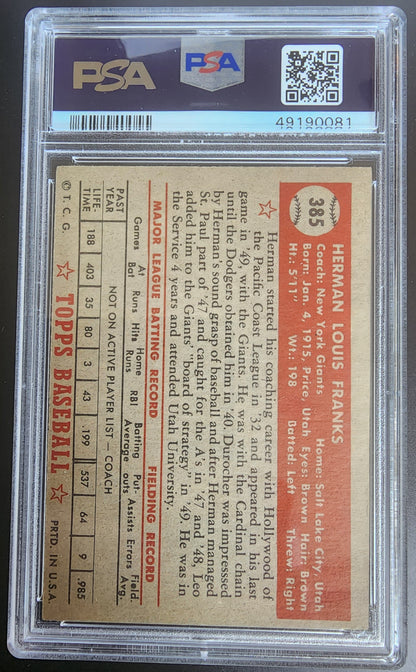 PSA
PSA
49190081
385
HERMAN LOUIS FRANKS
Coach: New York Giants Home: Salt Lake City, Utah
Born: Jan. 4, 1915, Price, Utah Eyes: Brown Hair: Brown
Ht.: 5'11" Wt.: 198 Batted: Left Threw: Right
Herman started his coaching career with Hollywood of
the Pacific Coast League in '32 and appeared in his last
game in '49, with the Giants. He was with the Cardinal chain
until the Dodgers obtained him in '40. Durocher was impresssed
by Herman's sound grasp of baseball and after Herman managed
St. Paul part of '47 and caught for the A's in '47 and '48, Leo
added him to the Giants' "board of strategy" in '49. He was in
the Service 4 years and attended Utah University.
MAJOR LEAGUE BATTING RECORD FIELDING RECORD
Games At Bat Runs Hits Home Runs RBI Batting Average Put-outs Assists Errors Field. Avg.
PAST YEAR NOT ON ACTIVE PLAYER LIST — COACH
LIFE-TIME 188 403 35 80 3 43 .199 537 64 9 .985
© T. C. G. TOPPS BASEBALL PRTD. IN U.S.A.